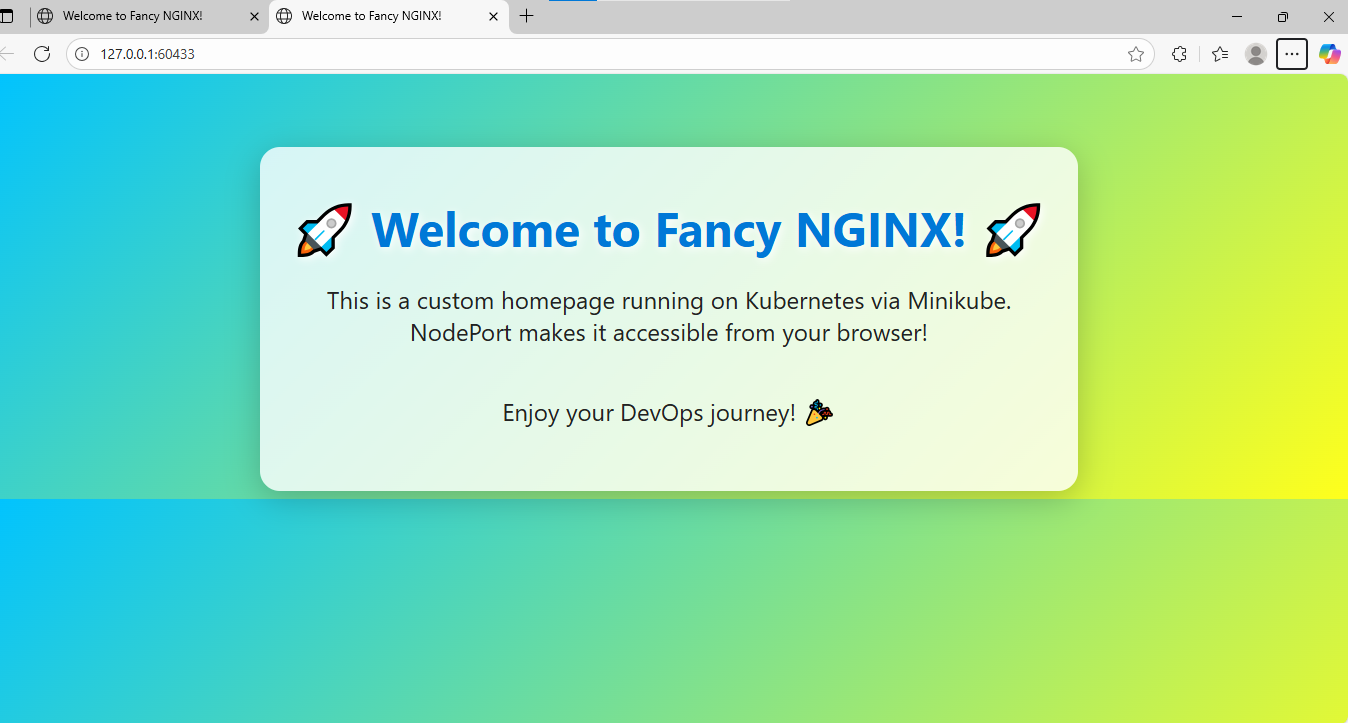 Welcome to Fancy NGINX!
Welcome to Fancy NGINX!
127.0.0.1:60433
🚀 Welcome to Fancy NGINX! 🚀
This is a custom homepage running on Kubernetes via Minikube.
NodePort makes it accessible from your browser!
Enjoy your DevOps journey! 🎉